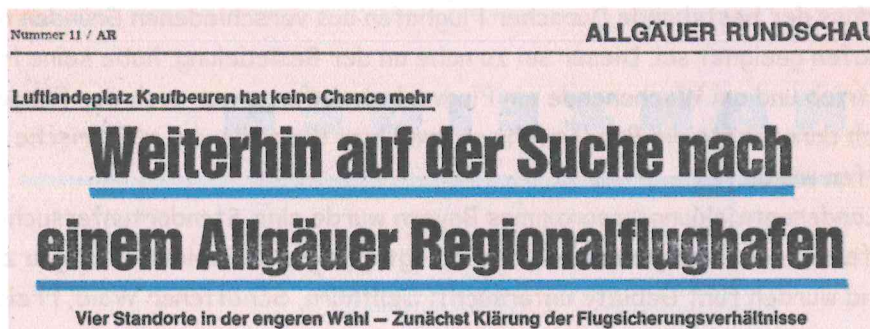 Nummer 11 / AR
ALLGÄUER RUNDSCHAU
Luftlandeplatz Kaufbeuren hat keine Chance mehr
Weiterhin auf der Suche nach
einem Allgäuer Regionalflughafen
Vier Standorte in der engeren Wahl — Zunächst Klärung der Flugsicherungsverhältnisse